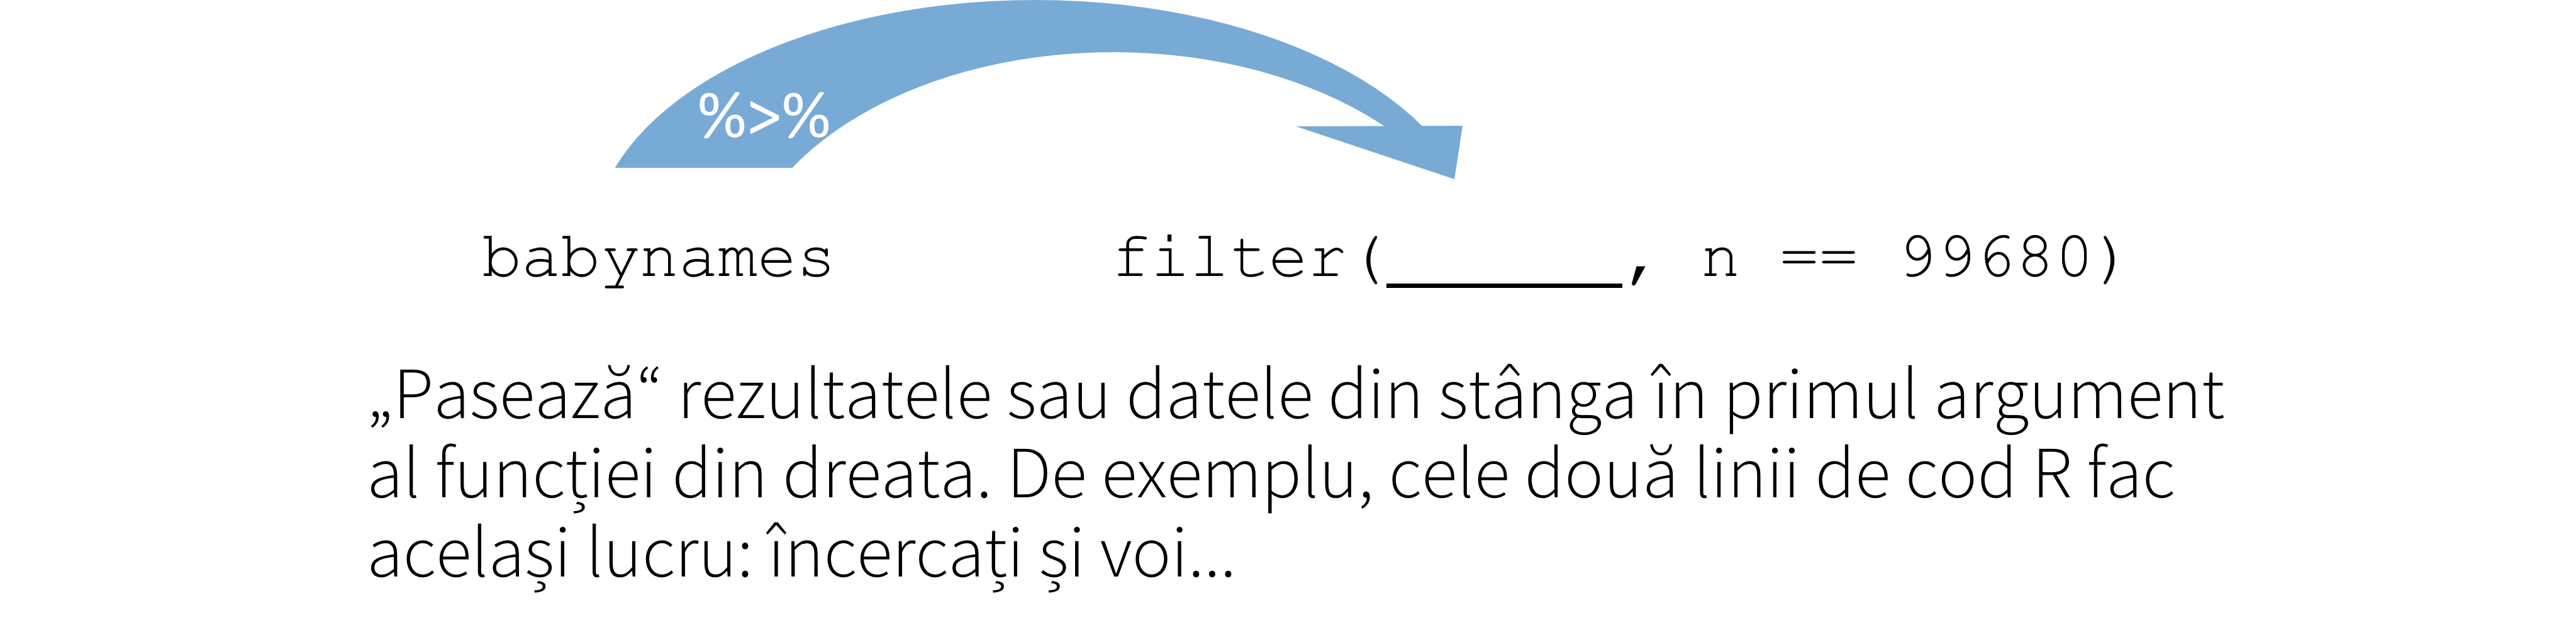 %>%
babynames filter(______, n == 99680)
„Pasează“ rezultatele sau datele din stânga în primul argument
al funcției din dreata. De exemplu, cele două linii de cod R fac
același lucru: încercați și voi...